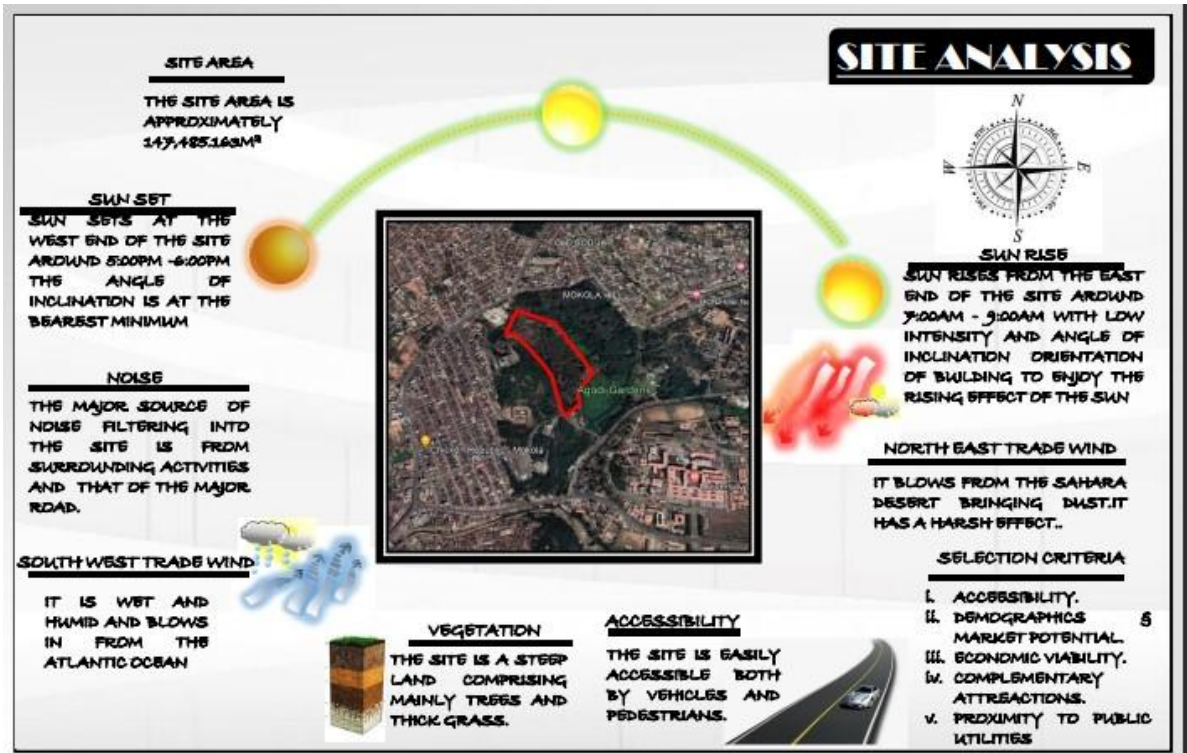 SITE ANALYSIS
SITE AREA
THE SITE AREA IS
APPROXIMATELY
147,485.163M²
N
W
E
S
SUN SET
SUN SETS AT THE
WEST END OF THE SITE
AROUND 5:00PM -6:00PM
THE ANGLE OF
INCLINATION IS AT THE
BEAREST MINIMUM
SUN RISE
SUN RISES FROM THE EAST
END OF THE SITE AROUND
7:00AM - 9:00AM WITH LOW
INTENSITY AND ANGLE OF
INCLINATION ORIENTATION
OF BUILDING TO ENJOY THE
RISING EFFECT OF THE SUN
NOISE
THE MAJOR SOURCE OF
NOISE FILTERING INTO
THE SITE IS FROM
SURROUNDING ACTIVITIES
AND THAT OF THE MAJOR
ROAD.
MOKOLA
Agodi Gardens
Mokola
NORTH EAST TRADE WIND
IT BLOWS FROM THE SAHARA
DESERT BRINGING DUST.IT
HAS A HARSH EFFECT..
SOUTH WEST TRADE WIND
IT IS WET AND
HUMID AND BLOWS
IN FROM THE
ATLANTIC OCEAN
VEGETATION
THE SITE IS A STEEP
LAND COMPRISING
MAINLY TREES AND
THICK GRASS.
ACCESSIBILITY
THE SITE IS EASILY
ACCESSIBLE BOTH
BY VEHICLES AND
PEDESTRIANS.
SELECTION CRITERIA
i. ACCESSIBILITY.
ii. DEMOGRAPHICS &
MARKET POTENTIAL.
iii. ECONOMIC VIABILITY.
iv. COMPLEMENTARY
ATTREACTIONS.
v. PROXIMITY TO PUBLIC
UTILITIES